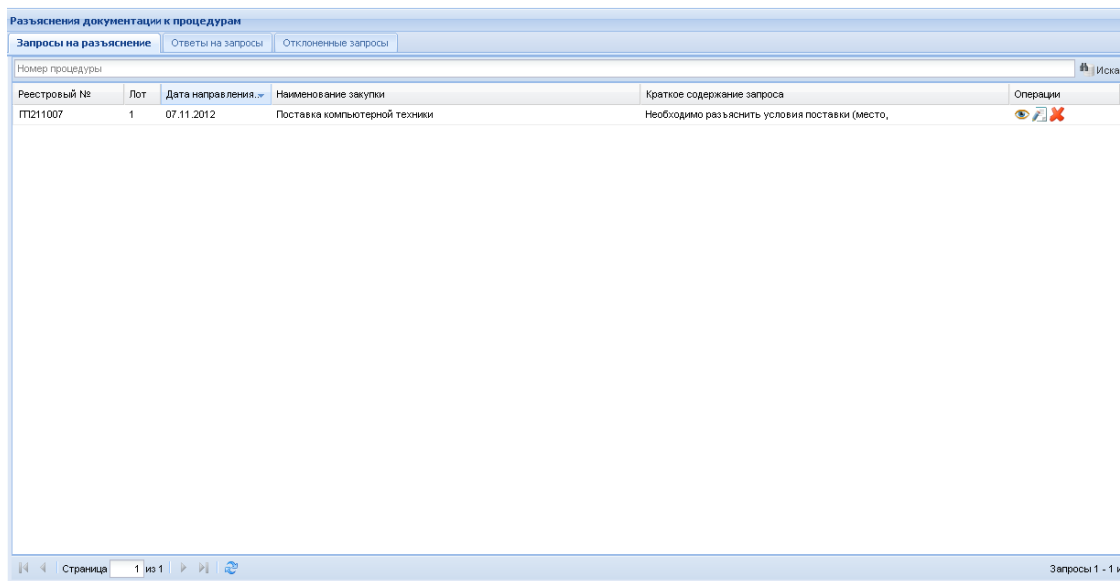 Разъяснения документации к процедурам
Запросы на разъяснение Ответы на запросы Отклоненные запросы
Номер процедуры Иска
Реестровый № Лот Дата направления... Наименование закупки Краткое содержание запроса Операции
ГП211007 1 07.11.2012 Поставка компьютерной техники Необходимо разъяснить условия поставки (место,
Страница 1 из 1 Запросы 1 - 1 и